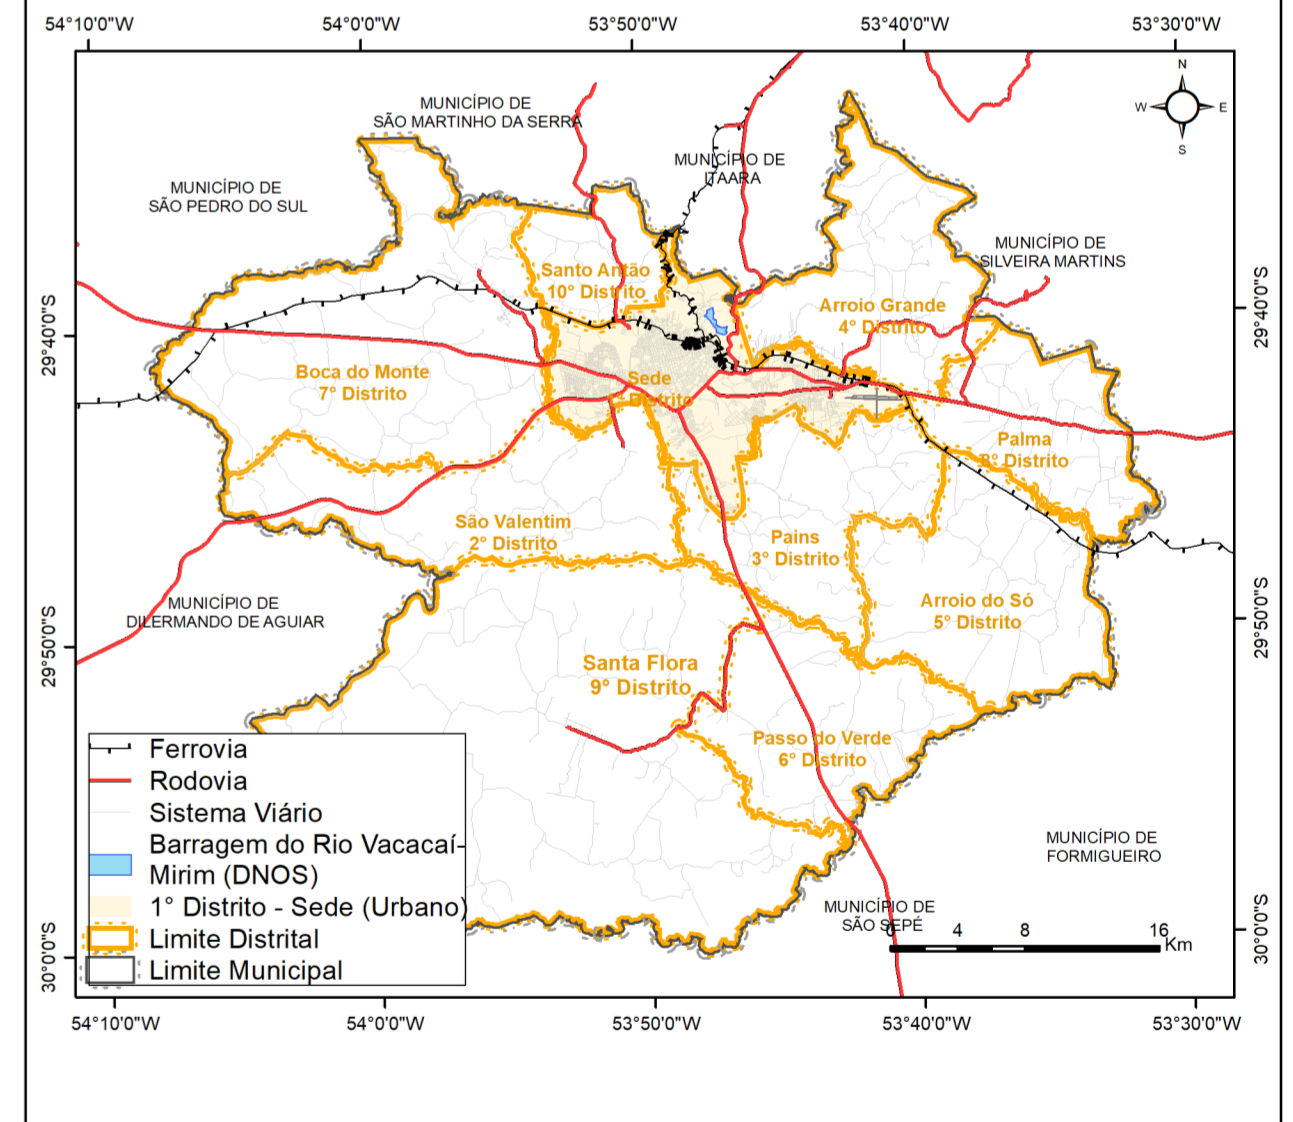 54°10'0"W 54°0'0"W 53°50'0"W 53°40'0"W 53°30'0"W
N
W E
S
MUNICÍPIO DE
SÃO MARTINHO DA SERRA
MUNICÍPIO DE
ITAARA
MUNICÍPIO DE
SÃO PEDRO DO SUL
MUNICÍPIO DE
SILVEIRA MARTINS
Santo Antão
10° Distrito
Arroio Grande
4° Distrito
29°40'0"S
29°40'0"S
Boca do Monte
7° Distrito
Sede
Distrito
Palma
8° Distrito
São Valentim
2° Distrito
Pains
3° Distrito
Arroio do Só
5° Distrito
MUNICÍPIO DE
DILERMANDO DE AGUIAR
29°50'0"S
29°50'0"S
Santa Flora
9° Distrito
Passo do Verde
6° Distrito
MUNICÍPIO DE
FORMIGUEIRO
MUNICÍPIO DE
SÃO SEPÉ
0 4 8 16
Km
30°0'0"S
30°0'0"S
Ferrovia
Rodovia
Sistema Viário
Barragem do Rio Vacacaí-
Mirim (DNOS)
1° Distrito - Sede (Urbano)
Limite Distrital
Limite Municipal
54°10'0"W 54°0'0"W 53°50'0"W 53°40'0"W 53°30'0"W